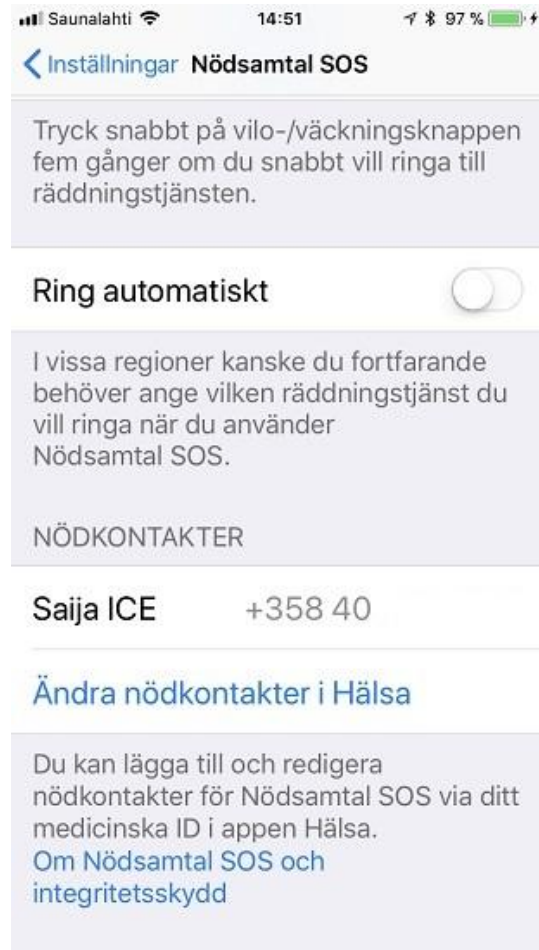 Saunalahti 14:51 97 %
Inställningar Nödsamtal SOS
Tryck snabbt på vilo-/väckningsknappen
fem gånger om du snabbt vill ringa till
räddningstjänsten.
Ring automatiskt
I vissa regioner kanske du fortfarande
behöver ange vilken räddningstjänst du
vill ringa när du använder
Nödsamtal SOS.
NÖDKONTAKTER
Saija ICE +358 40
Ändra nödkontakter i Hälsa
Du kan lägga till och redigera
nödkontakter för Nödsamtal SOS via ditt
medicinska ID i appen Hälsa.
Om Nödsamtal SOS och
integritetsskydd